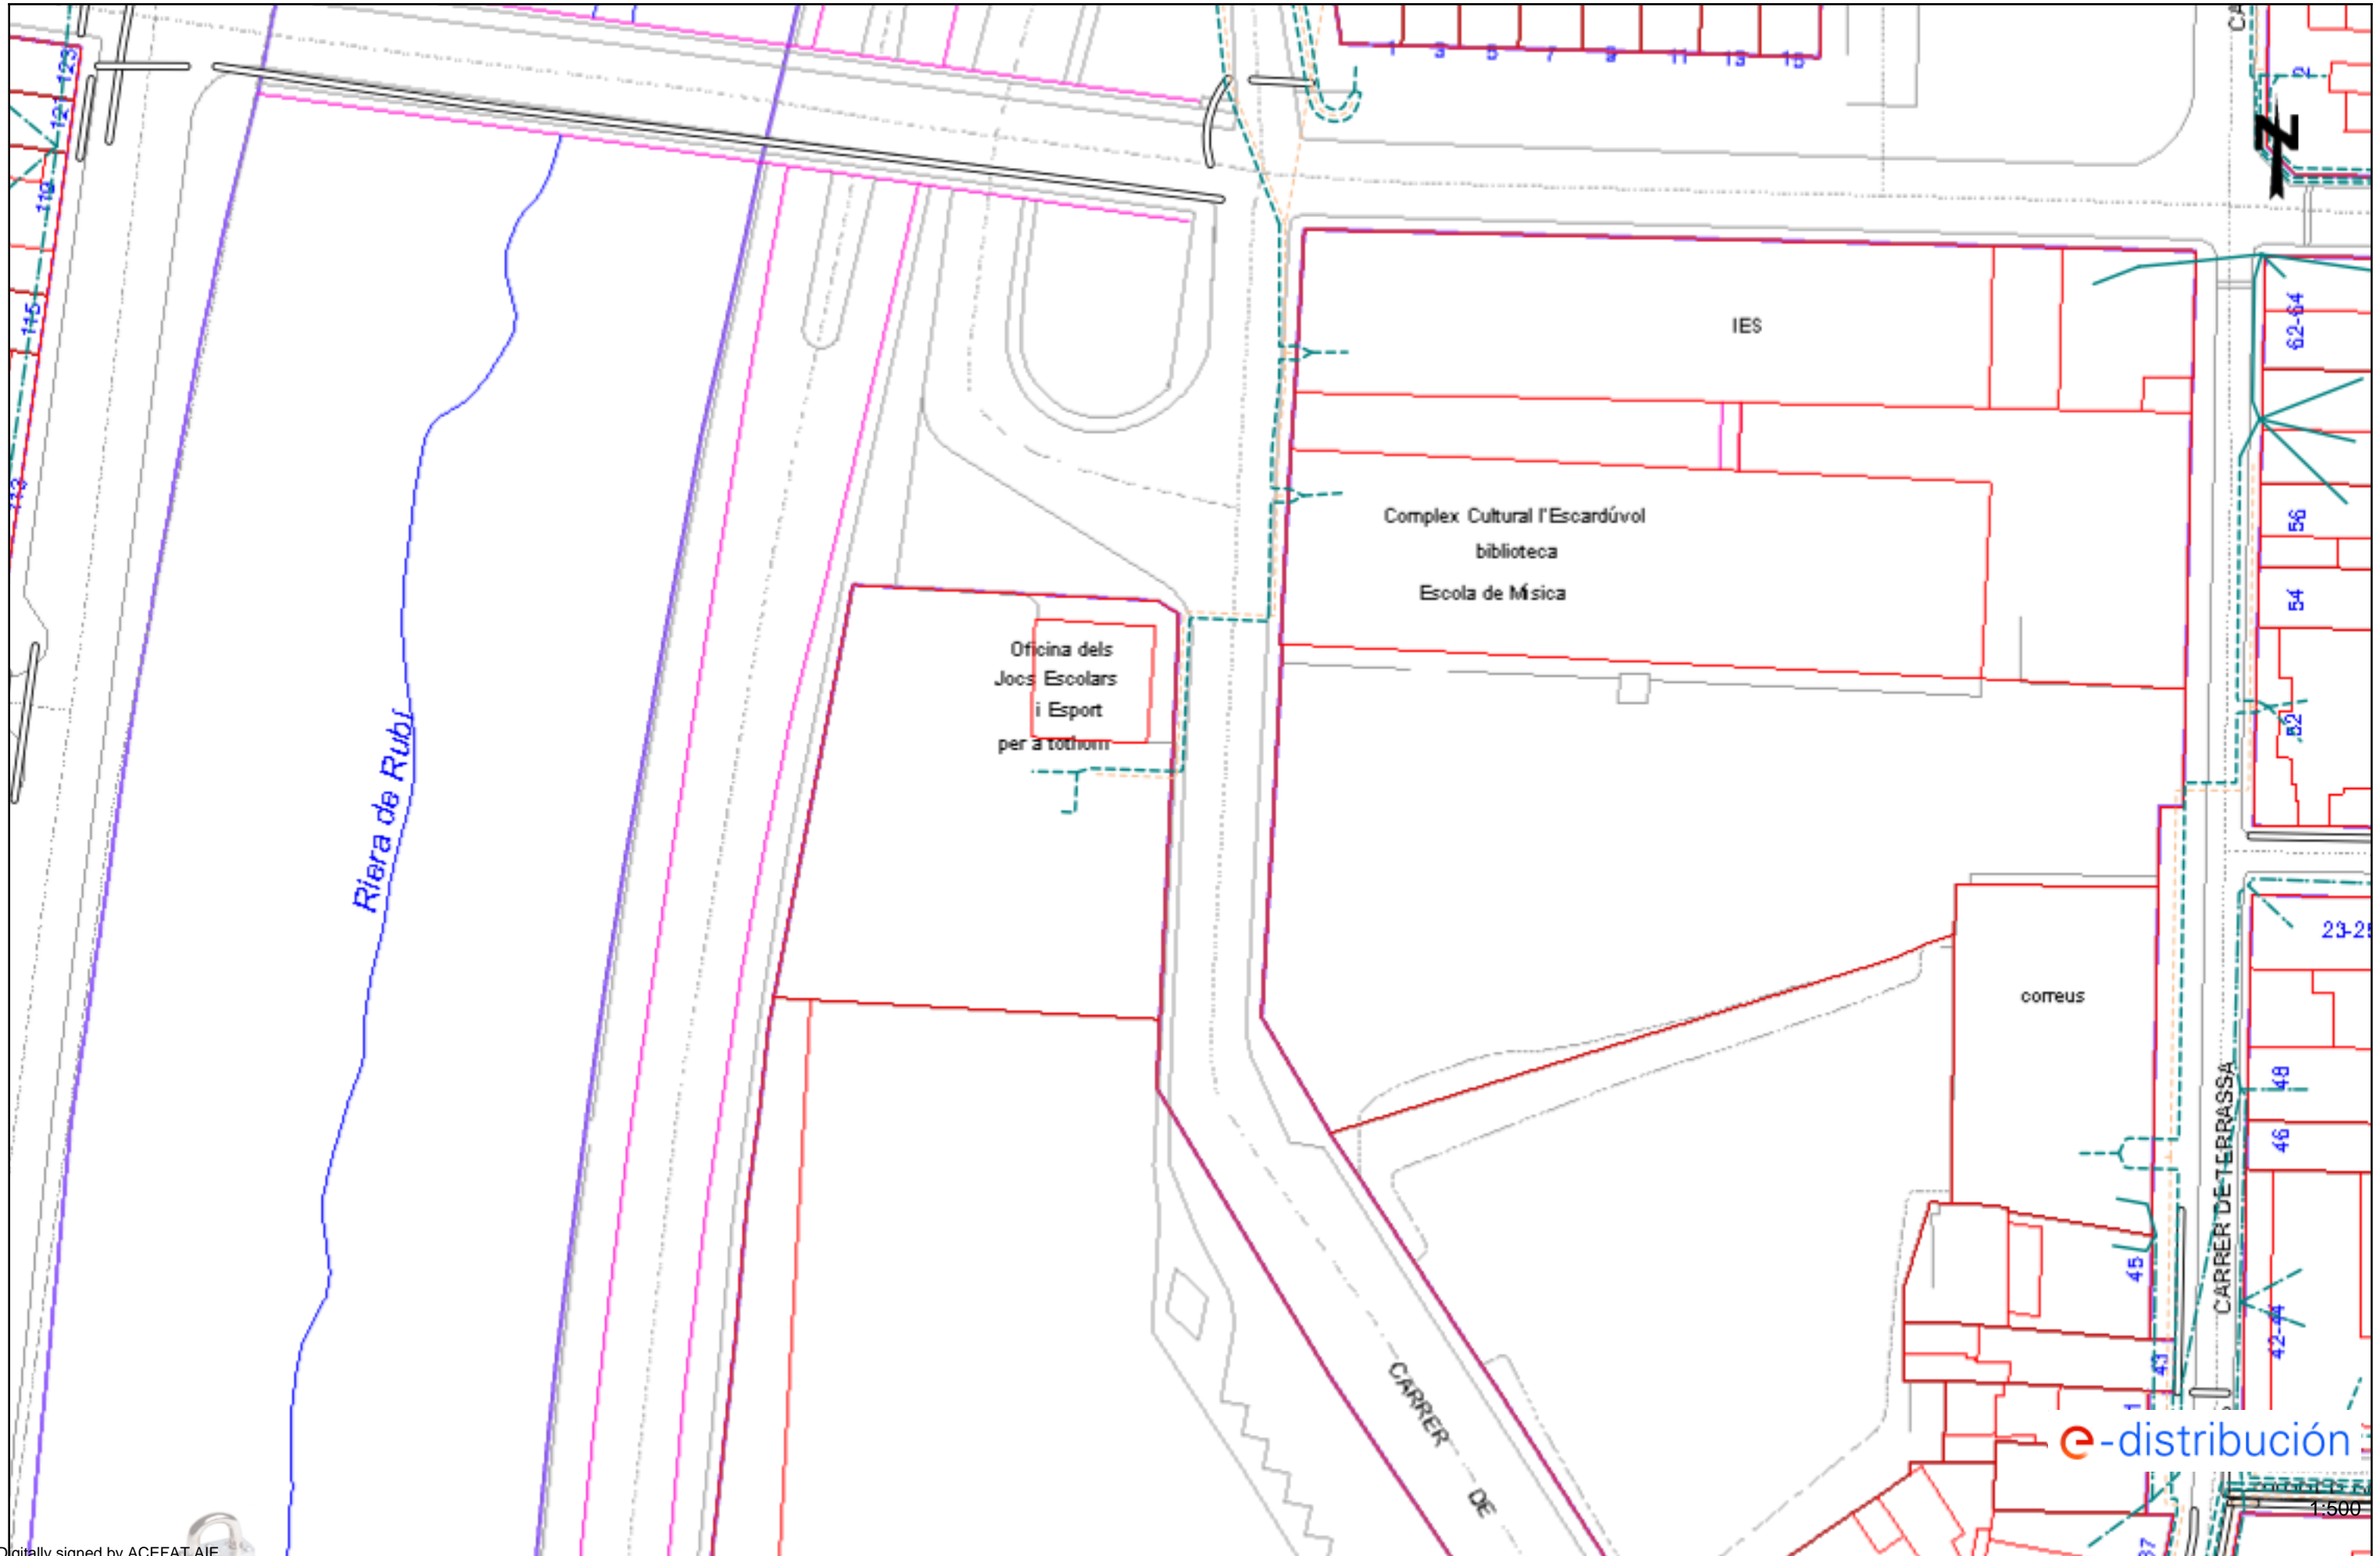 123
121
119
115
113
1
3
5
7
9
11
13
15
2
IES
62-64
Complex Cultural l'Escardúvol
biblioteca
Escola de Música
56
54
52
Oficina dels
Jocs Escolars
i Esport
per a tothom
Riera de Rubí
23-25
correus
48
46
CARRER DE TERRASSA
45
42-44
43
CARRER
DE
e-distribución
1:500
37
Digitally signed by ACEFAT AIE